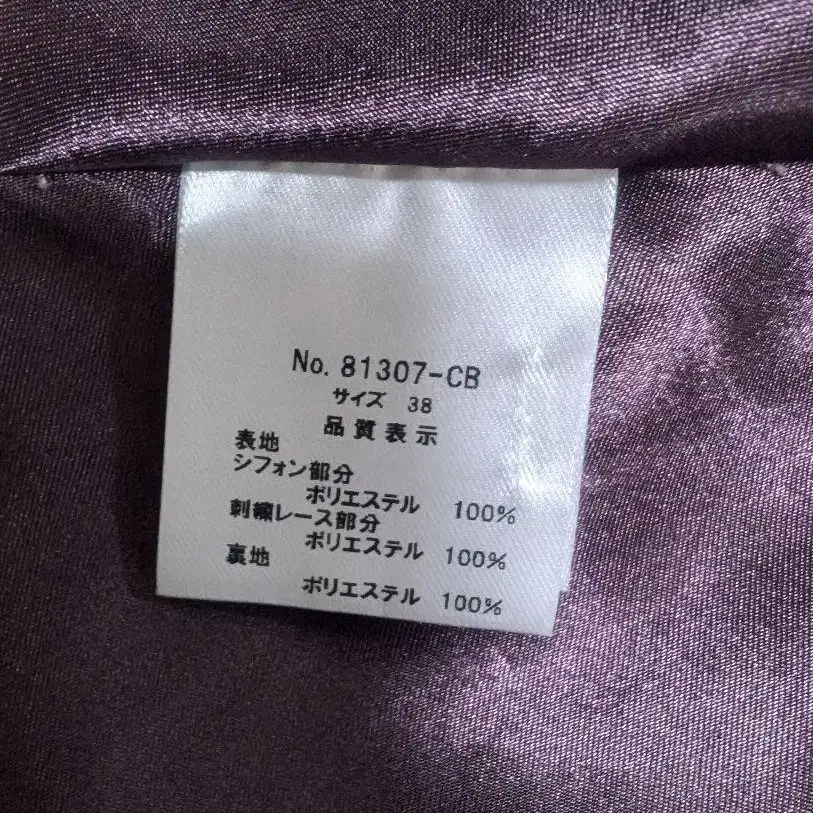 No. 81307-CB
サイズ 38
品質表示
表地
シフォン部分
ポリエステル 100%
刺繍レース部分
ポリエステル 100%
裏地
ポリエステル 100%